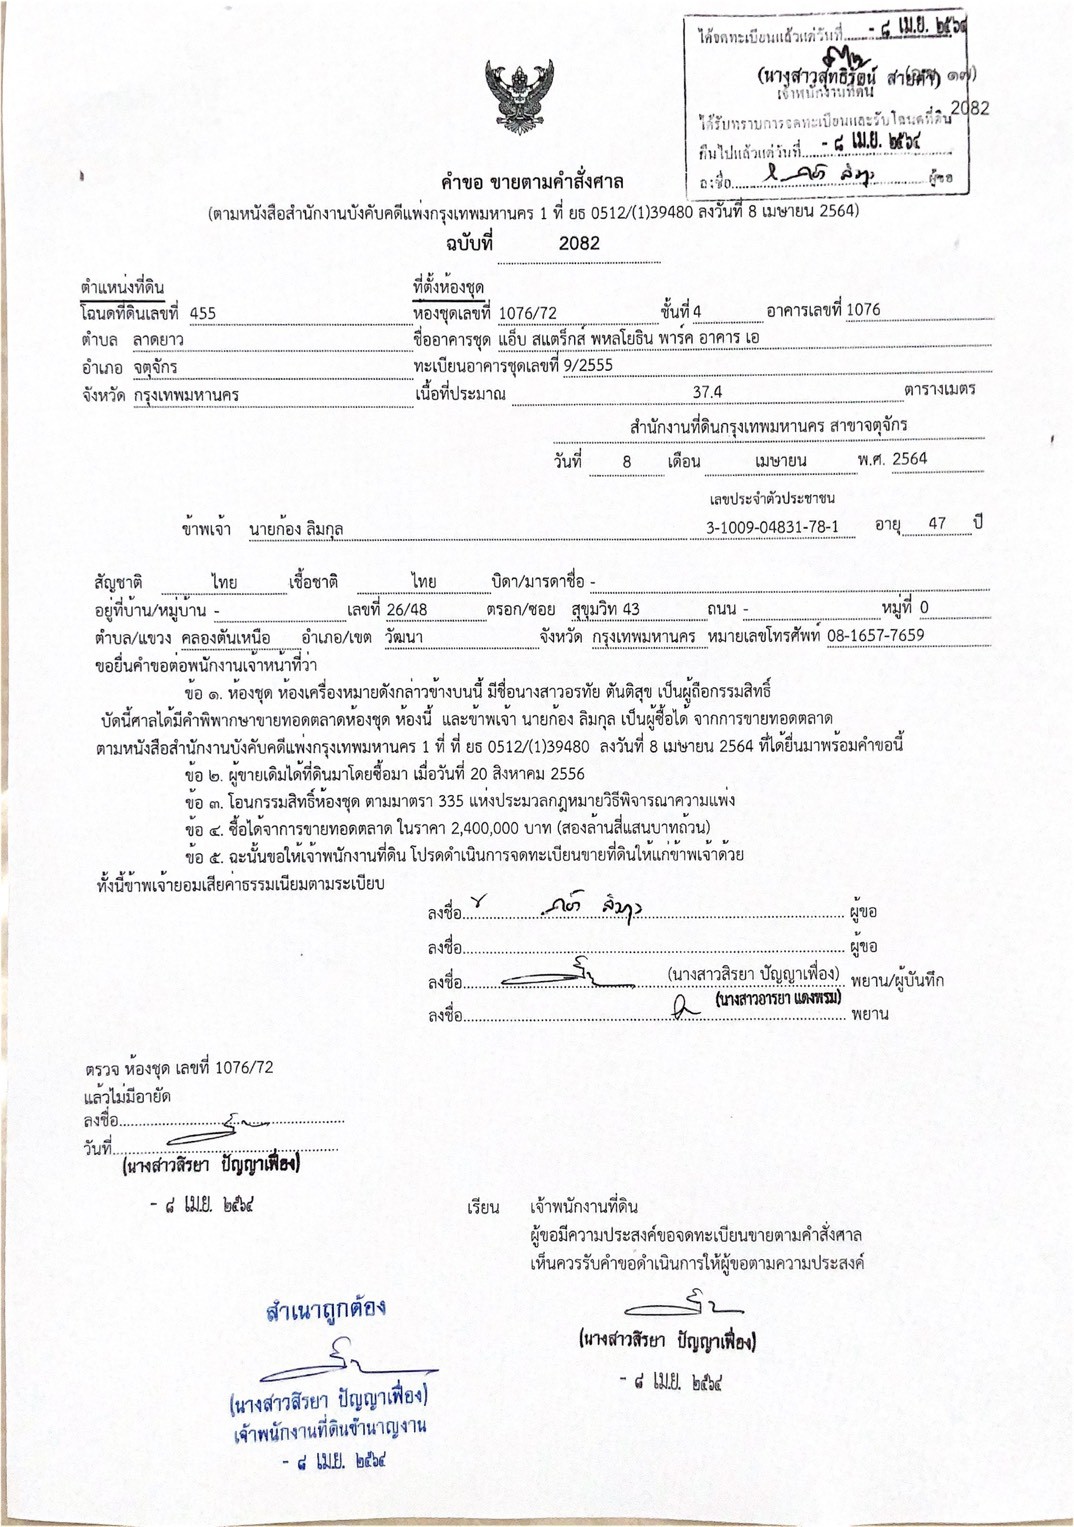 ได้จดทะเบียนแล้วแต่วันที่ - ๘ เม.ย. ๒๕๖๔
(นางสาวสุทธิรัตน์
เจ้าพนักงานที่ดิน
2082
ได้รับทราบการจดทะเบียนและรับโฉนดที่ดิน
คืนไปแล้วแต่วันที่ - ๘ เม.ย. ๒๕๖๔
ลงชื่อ ผู้ขอ
คำขอ ขายตามคำสั่งศาล
(ตามหนังสือสำนักงานบังคับคดีแพ่งกรุงเทพมหานคร 1 ที่ ยธ 0512/(1)39480 ลงวันที่ 8 เมษายน 2564)
ฉบับที่ 2082
ตำแหน่งที่ดิน ที่ตั้งห้องชุด
โฉนดที่ดินเลขที่ 455 ห้องชุดเลขที่ 1076/72 ชั้นที่ 4 อาคารเลขที่ 1076
ตำบล ลาดยาว ชื่ออาคารชุด แอ็บ สแตร็กส์ พหลโยธิน พาร์ค อาคาร เอ
อำเภอ จตุจักร ทะเบียนอาคารชุดเลขที่ 9/2555
จังหวัด กรุงเทพมหานคร เนื้อที่ประมาณ 37.4 ตารางเมตร
สำนักงานที่ดินกรุงเทพมหานคร สาขาจตุจักร
วันที่ 8 เดือน เมษายน พ.ศ. 2564
เลขประจำตัวประชาชน
ข้าพเจ้า นายก้อง ลิมกุล 3-1009-04831-78-1 อายุ 47 ปี
สัญชาติ ไทย เชื้อชาติ ไทย บิดา/มารดาชื่อ -
อยู่ที่บ้าน/หมู่บ้าน - เลขที่ 26/48 ตรอก/ซอย สุขุมวิท 43 ถนน - หมู่ที่ 0
ตำบล/แขวง คลองตันเหนือ อำเภอ/เขต วัฒนา จังหวัด กรุงเทพมหานคร หมายเลขโทรศัพท์ 08-1657-7659
ขอยื่นคำขอต่อพนักงานเจ้าหน้าที่ว่า
ข้อ ๑. ห้องชุด ห้องเครื่องหมายดังกล่าวข้างบนนี้ มีชื่อนางสาวอรทัย ตันติสุข เป็นผู้ถือกรรมสิทธิ์
บัดนี้ศาลได้มีคำพิพากษาขายทอดตลาดห้องชุด ห้องนี้ และข้าพเจ้า นายก้อง ลิมกุล เป็นผู้ซื้อได้ จากการขายทอดตลาด
ตามหนังสือสำนักงานบังคับคดีแพ่งกรุงเทพมหานคร 1 ที่ ที่ ยธ 0512/(1)39480 ลงวันที่ 8 เมษายน 2564 ที่ได้ยื่นมาพร้อมคำขอนี้
ข้อ ๒. ผู้ขายเดิมได้ที่ดินมาโดยซื้อมา เมื่อวันที่ 20 สิงหาคม 2556
ข้อ ๓. โอนกรรมสิทธิ์ห้องชุด ตามมาตรา 335 แห่งประมวลกฎหมายวิธีพิจารณาความแพ่ง
ข้อ ๔. ซื้อได้จาการขายทอดตลาด ในราคา 2,400,000 บาท (สองล้านสี่แสนบาทถ้วน)
ข้อ ๕. ฉะนั้นขอให้เจ้าพนักงานที่ดิน โปรดดำเนินการจดทะเบียนขายที่ดินให้แก่ข้าพเจ้าด้วย
ทั้งนี้ข้าพเจ้ายอมเสียค่าธรรมเนียมตามระเบียบ
ลงชื่อ ผู้ขอ
ลงชื่อ ผู้ขอ
ลงชื่อ (นางสาวสิรยา ปัญญาเฟื่อง) พยาน/ผู้บันทึก
ลงชื่อ (นางสาวอารยา แดงพรม) พยาน
ตรวจ ห้องชุด เลขที่ 1076/72
แล้วไม่มีอายัด
ลงชื่อ
วันที่
(นางสาวสิรยา ปัญญาเฟื่อง)
- ๘ เม.ย. ๒๕๖๔
เรียน เจ้าพนักงานที่ดิน
ผู้ขอมีความประสงค์ขอจดทะเบียนขายตามคำสั่งศาล
เห็นควรรับคำขอดำเนินการให้ผู้ขอตามความประสงค์
(นางสาวสิรยา ปัญญาเฟื่อง)
- ๘ เม.ย. ๒๕๖๔
สำเนาถูกต้อง
(นางสาวสิรยา ปัญญาเฟื่อง)
เจ้าพนักงานที่ดินชำนาญงาน
- ๘ เม.ย. ๒๕๖๔